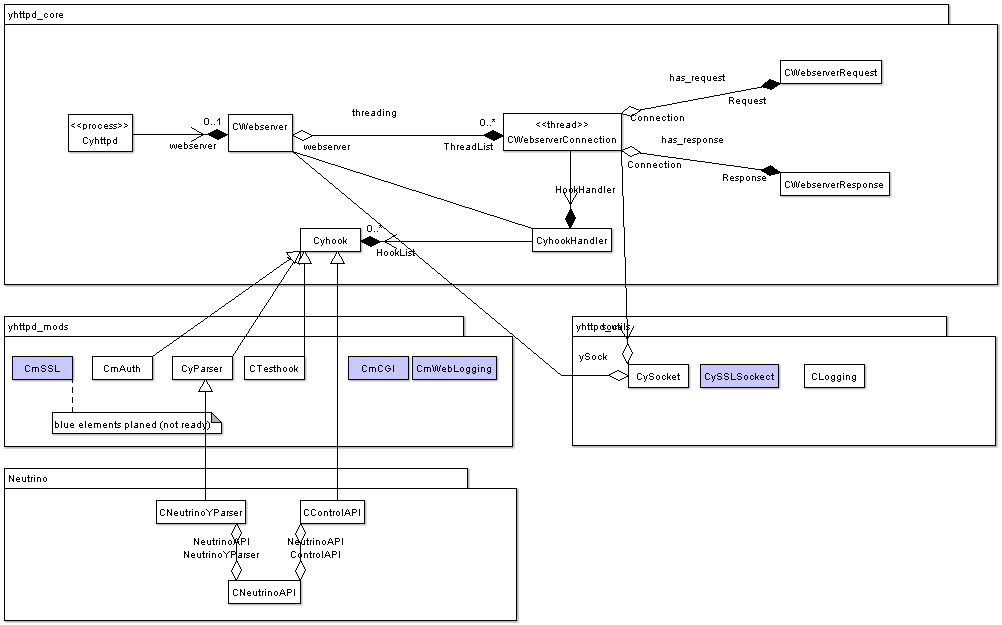 yhttpd_core
has_request
CWebserverRequest
Request
threading
0..1
0..*
<<process>>
Cyhttpd
CWebserver
<<thread>>
CWebserverConnection
Connection
webserver
webserver
ThreadList
has_response
Connection
Response
CWebserverResponse
HookHandler
0..*
Cyhook
HookList
CyhookHandler
yhttpd_mods
CmSSL
CmAuth
CyParser
CTesthook
CmCGI
CmWebLogging
blue elements planed (not ready)
ySock
CySocket
CySSLSockect
CLogging
Neutrino
CNeutrinoYParser
CControlAPI
NeutrinoAPI
NeutrinoAPI
NeutrinoYParser
ControlAPI
CNeutrinoAPI